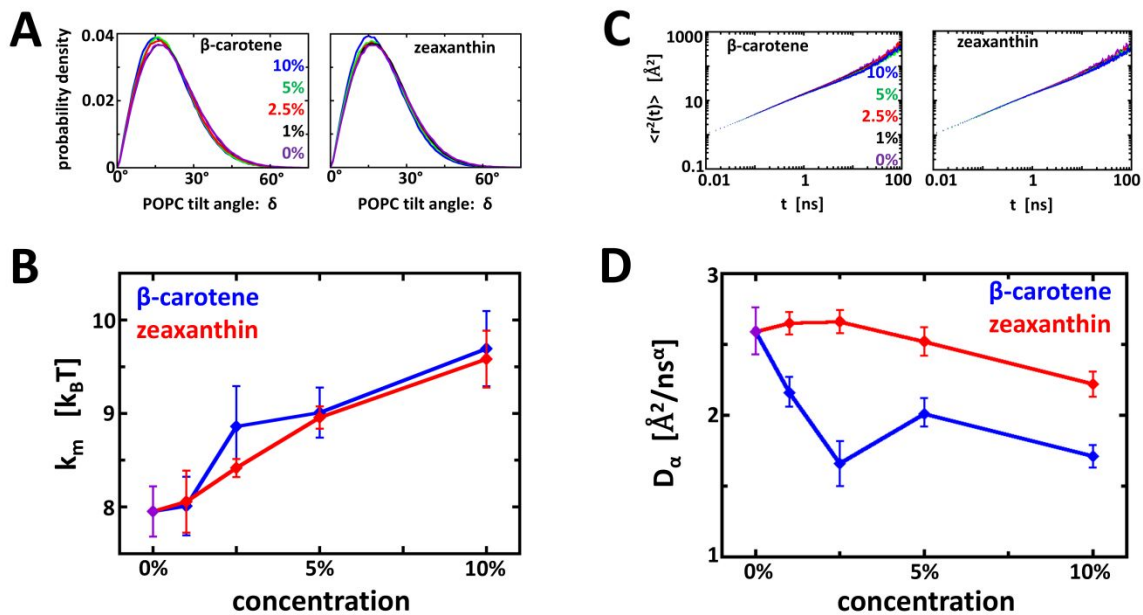 A
β-carotene
zeaxanthin
probability density
0.04
0.02
0
10%
5%
2.5%
1%
0%
0° 30° 60° 0° 30° 60°
POPC tilt angle: δ POPC tilt angle: δ
C
β-carotene
zeaxanthin
<r²(t)> [Å²]
1000
100
10
1
0.1
10%
5%
2.5%
1%
0%
0.01 1 100 0.01 1 100
t [ns] t [ns]
B
β-carotene
zeaxanthin
kₘ [k_BT]
10
9
8
0% 5% 10%
concentration
D
β-carotene
zeaxanthin
D_α [Å²/ns^α]
3
2
1
0% 5% 10%
concentration